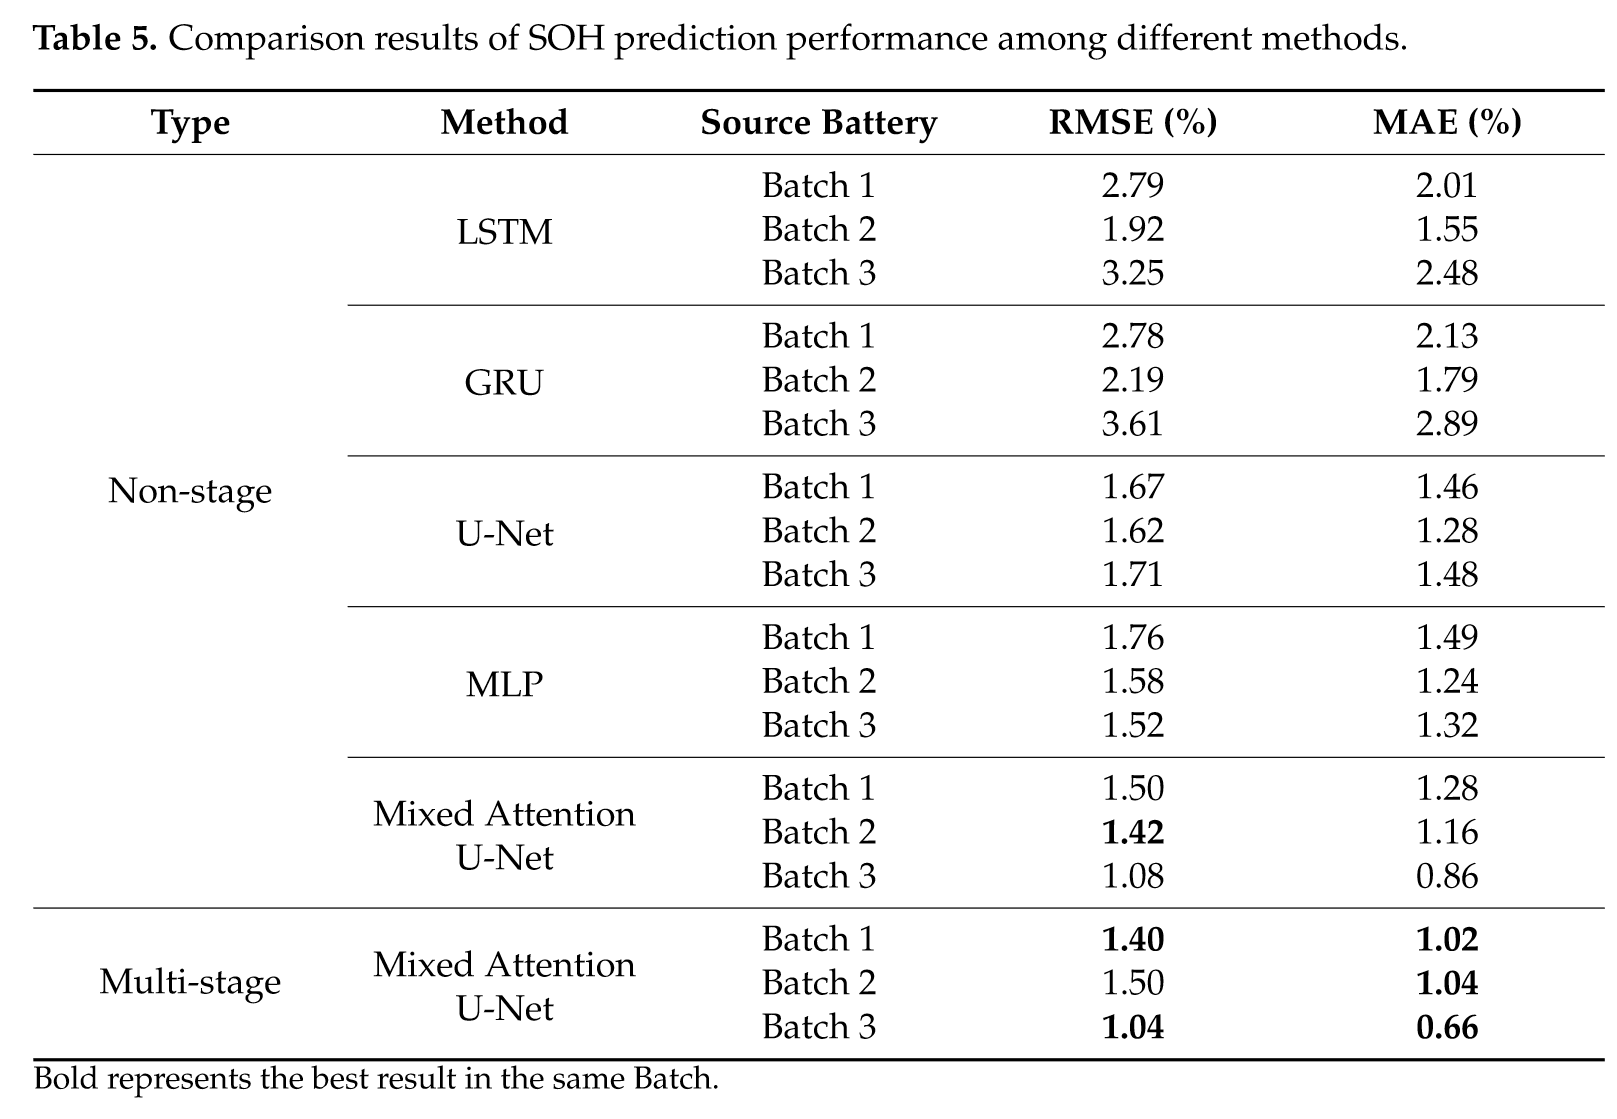 Table 5. Comparison results of SOH prediction performance among different methods.
Type Method Source Battery RMSE (%) MAE (%)
Non-stage
LSTM
Batch 1 2.79 2.01
Batch 2 1.92 1.55
Batch 3 3.25 2.48
GRU
Batch 1 2.78 2.13
Batch 2 2.19 1.79
Batch 3 3.61 2.89
U-Net
Batch 1 1.67 1.46
Batch 2 1.62 1.28
Batch 3 1.71 1.48
MLP
Batch 1 1.76 1.49
Batch 2 1.58 1.24
Batch 3 1.52 1.32
Mixed Attention
U-Net
Batch 1 1.50 1.28
Batch 2 1.42 1.16
Batch 3 1.08 0.86
Multi-stage
Mixed Attention
U-Net
Batch 1 1.40 1.02
Batch 2 1.50 1.04
Batch 3 1.04 0.66
Bold represents the best result in the same Batch.